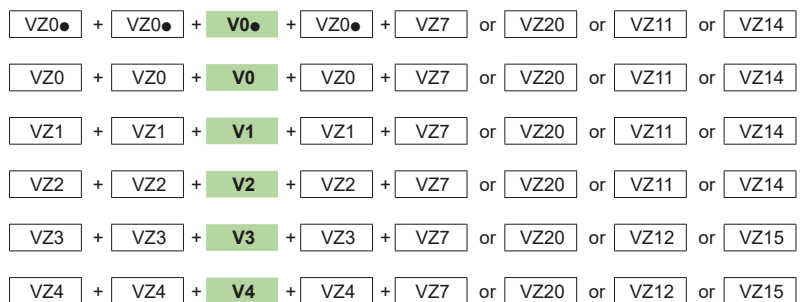 VZ0● + VZ0● + V0● + VZ0● + VZ7 or VZ20 or VZ11 or VZ14
VZ0 + VZ0 + V0 + VZ0 + VZ7 or VZ20 or VZ11 or VZ14
VZ1 + VZ1 + V1 + VZ1 + VZ7 or VZ20 or VZ11 or VZ14
VZ2 + VZ2 + V2 + VZ2 + VZ7 or VZ20 or VZ11 or VZ14
VZ3 + VZ3 + V3 + VZ3 + VZ7 or VZ20 or VZ12 or VZ15
VZ4 + VZ4 + V4 + VZ4 + VZ7 or VZ20 or VZ12 or VZ15